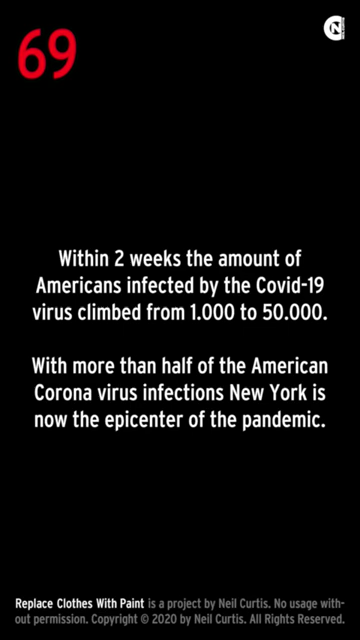 69
Within 2 weeks the amount of
Americans infected by the Covid-19
virus climbed from 1.000 to 50.000.
With more than half of the American
Corona virus infections New York is
now the epicenter of the pandemic.
Replace Clothes With Paint is a project by Neil Curtis. No usage with-
out permission. Copyright © 2020 by Neil Curtis. All Rights Reserved.